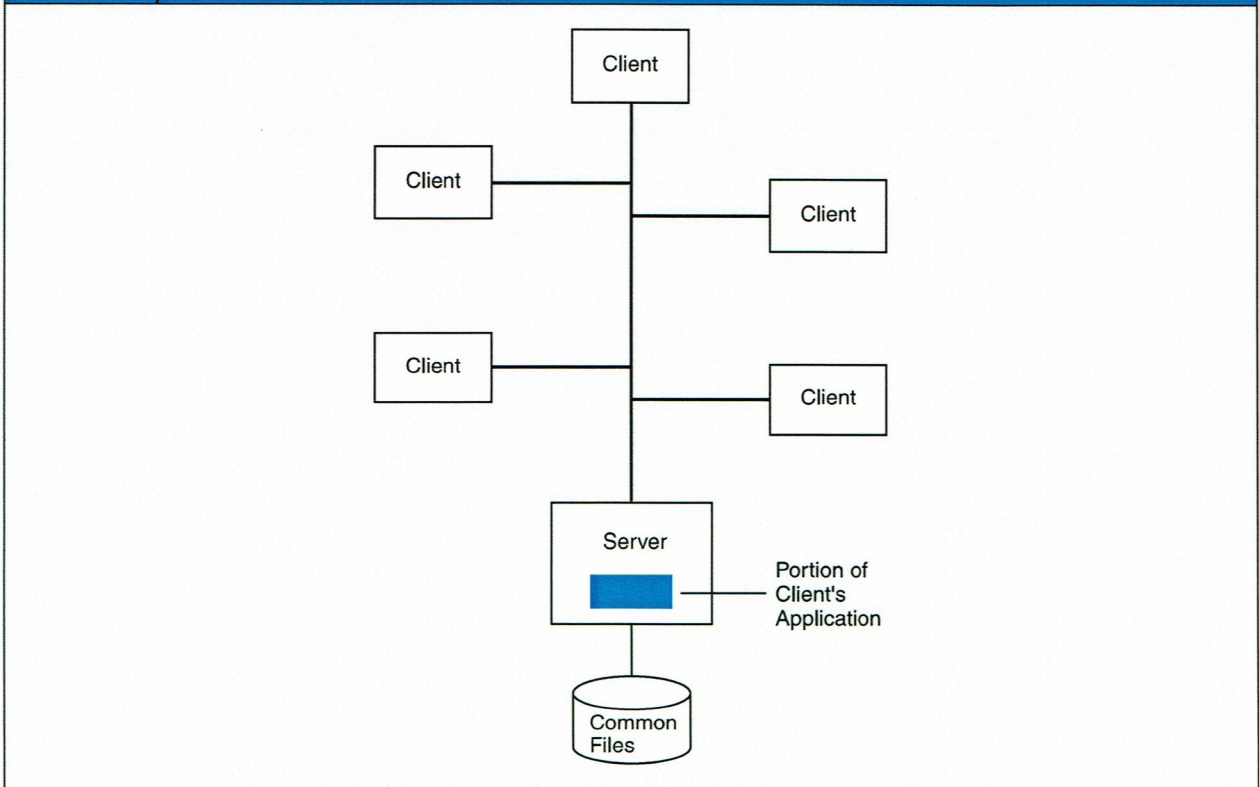 Client
Client
Client
Client
Client
Server
Portion of
Client's
Application
Common
Files